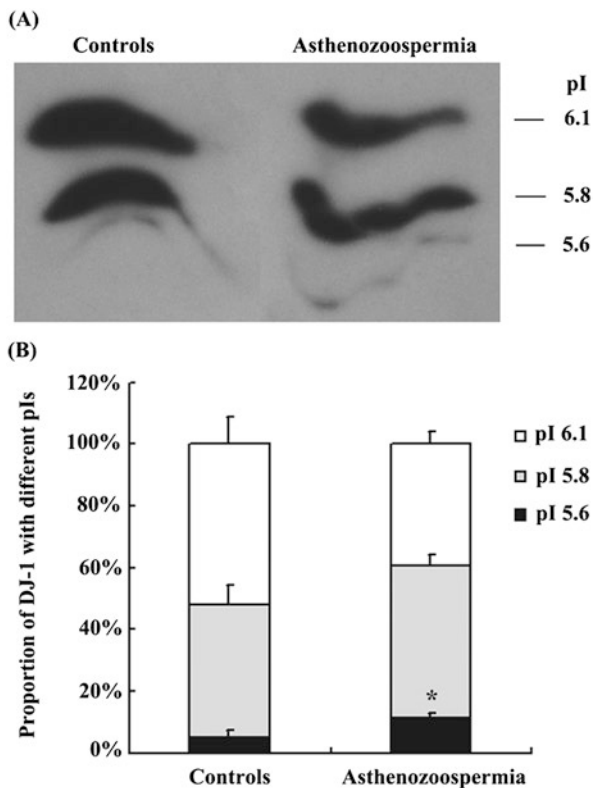 (A)
Controls Asthenozoospermia
pI
6.1
5.8
5.6
(B)
Proportion of DJ-1 with different pIs
120%
100%
80%
60%
40%
20%
0%
*
pI 6.1
pI 5.8
pI 5.6
Controls Asthenozoospermia